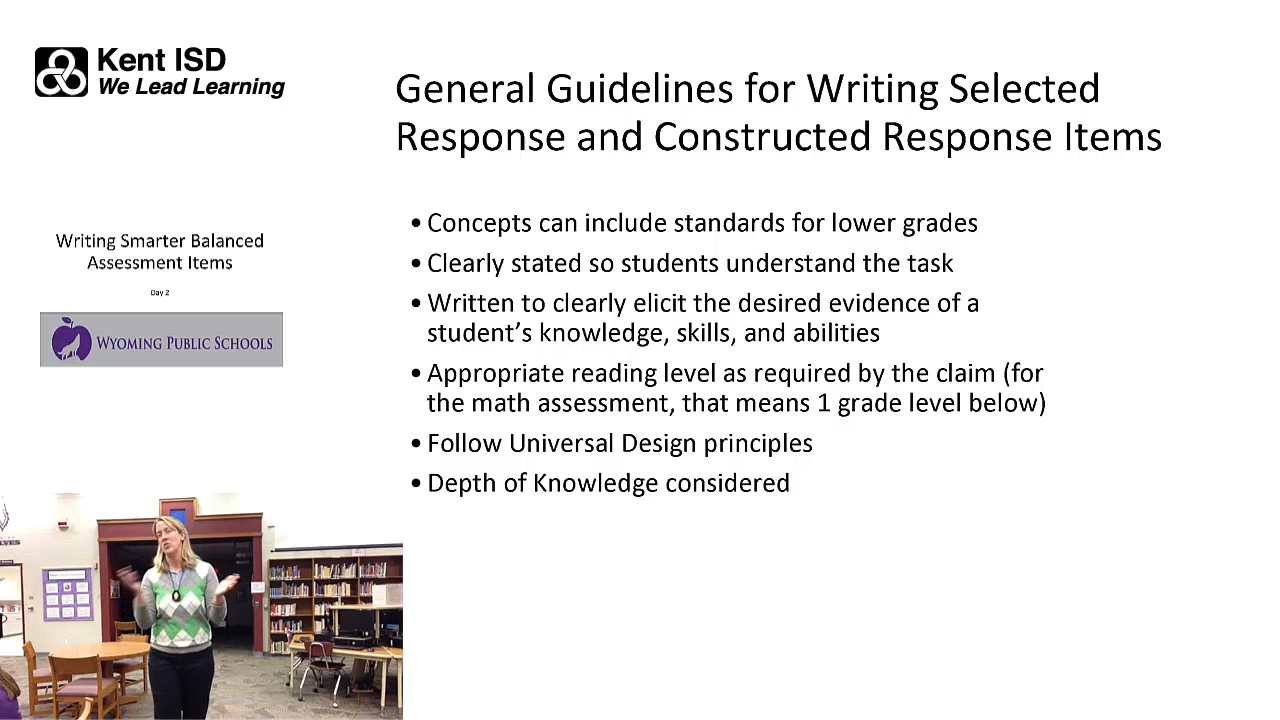 Kent ISD
We Lead Learning
General Guidelines for Writing Selected
Response and Constructed Response Items
Writing Smarter Balanced
Assessment Items
Day 2
WYOMING PUBLIC SCHOOLS
• Concepts can include standards for lower grades
• Clearly stated so students understand the task
• Written to clearly elicit the desired evidence of a
student’s knowledge, skills, and abilities
• Appropriate reading level as required by the claim (for
the math assessment, that means 1 grade level below)
• Follow Universal Design principles
• Depth of Knowledge considered